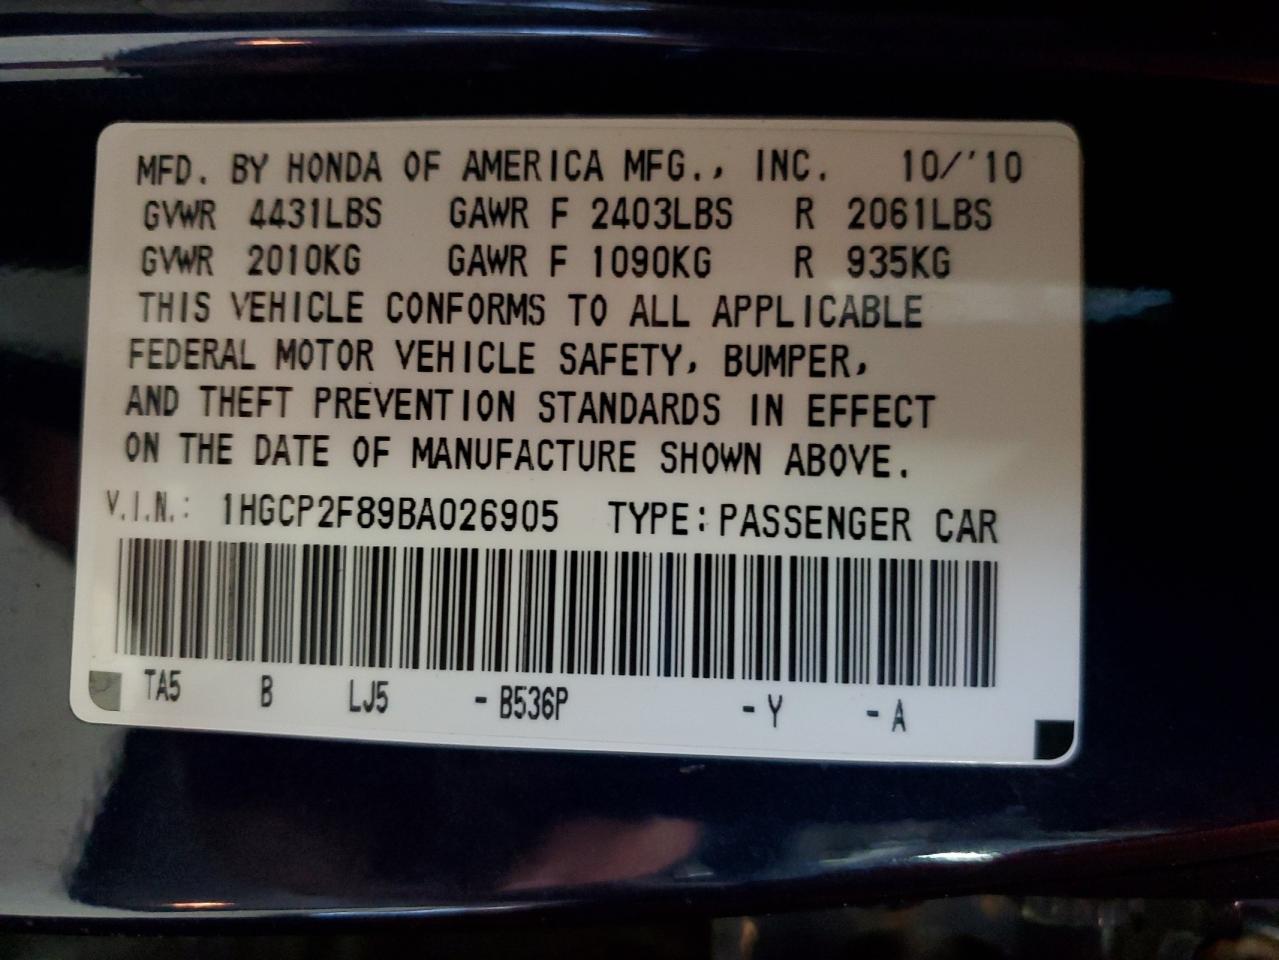 MFD. BY HONDA OF AMERICA MFG., INC. 10/'10
GVWR 4431LBS GAWR F 2403LBS R 2061LBS
GVWR 2010KG GAWR F 1090KG R 935KG
THIS VEHICLE CONFORMS TO ALL APPLICABLE
FEDERAL MOTOR VEHICLE SAFETY, BUMPER,
AND THEFT PREVENTION STANDARDS IN EFFECT
ON THE DATE OF MANUFACTURE SHOWN ABOVE.
V.I.N.: 1HGCP2F89BA026905 TYPE: PASSENGER CAR
TA5 B LJ5 - B536P - Y - A